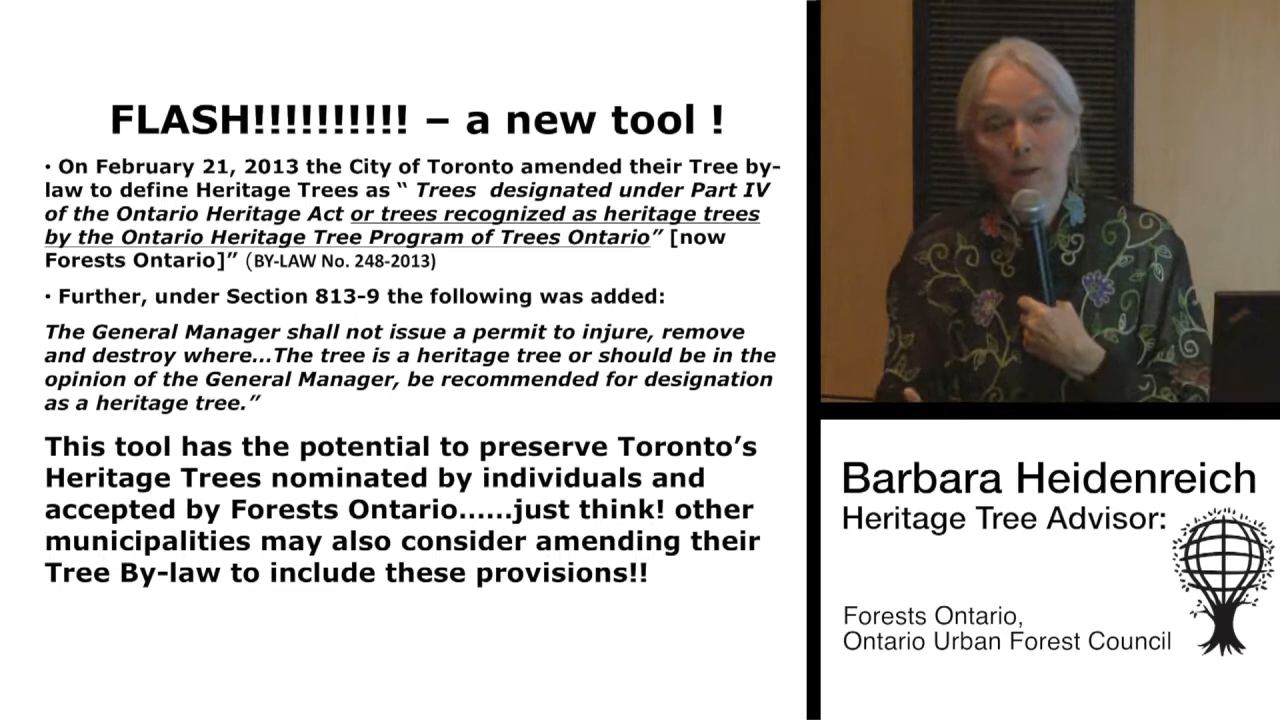 FLASH!!!!!!!!!! – a new tool !
• On February 21, 2013 the City of Toronto amended their Tree by-
law to define Heritage Trees as “ Trees designated under Part IV
of the Ontario Heritage Act or trees recognized as heritage trees
by the Ontario Heritage Tree Program of Trees Ontario” [now
Forests Ontario]” (BY-LAW No. 248-2013)
• Further, under Section 813-9 the following was added:
The General Manager shall not issue a permit to injure, remove
and destroy where...The tree is a heritage tree or should be in the
opinion of the General Manager, be recommended for designation
as a heritage tree.”
This tool has the potential to preserve Toronto’s
Heritage Trees nominated by individuals and
accepted by Forests Ontario......just think! other
municipalities may also consider amending their
Tree By-law to include these provisions!!
Barbara Heidenreich
Heritage Tree Advisor:
Forests Ontario,
Ontario Urban Forest Council